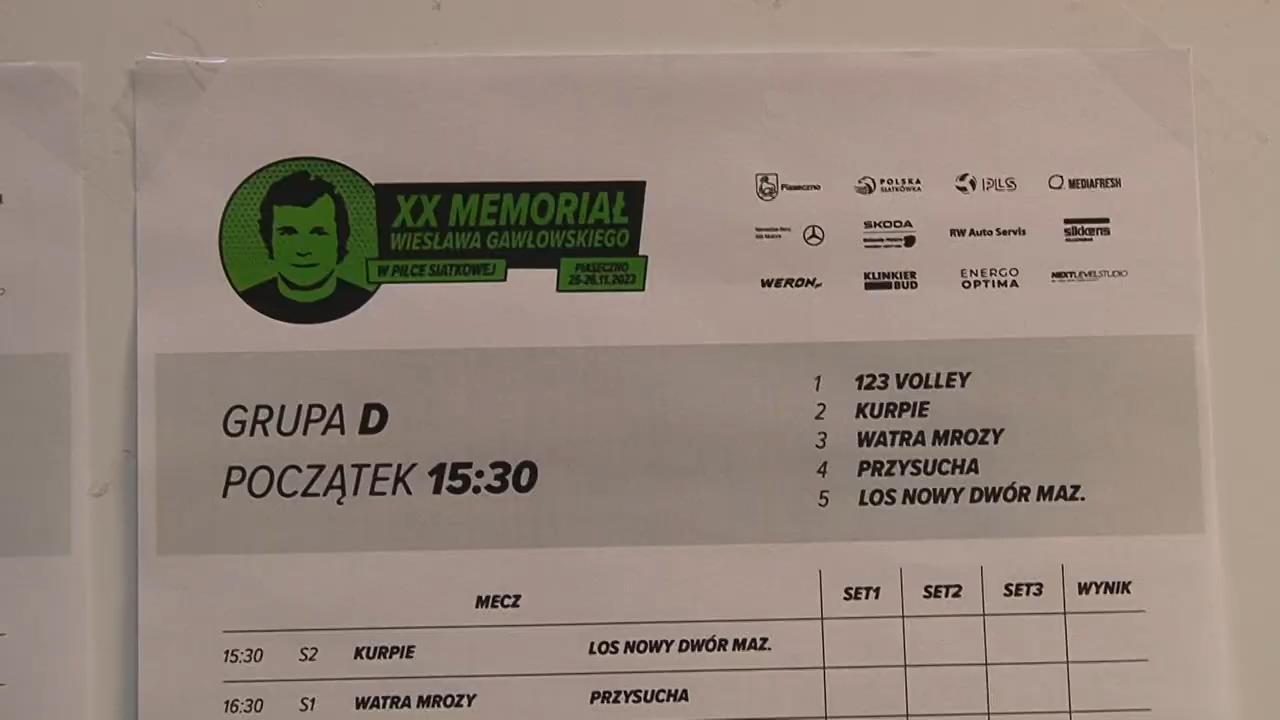 XX MEMORIAŁ
WIESŁAWA GAWŁOWSKIEGO
W PIŁCE SIATKOWEJ
PIASECZNO
25-26.11.2023
Piaseczno
POLSKA
SIATKÓWKA
PLS
MEDIAFRESH
ŠKODA
RW Auto Servis
sikkens
WERON.pl
KLINKIER
BUD
ENERGO
OPTIMA
NEXTLEVELSTUDIO
GRUPA D
POCZĄTEK 15:30
1 123 VOLLEY
2 KURPIE
3 WATRA MROZY
4 PRZYSUCHA
5 LOS NOWY DWÓR MAZ.
MECZ SET1 SET2 SET3 WYNIK
15:30 S2 KURPIE LOS NOWY DWÓR MAZ.
16:30 S1 WATRA MROZY PRZYSUCHA